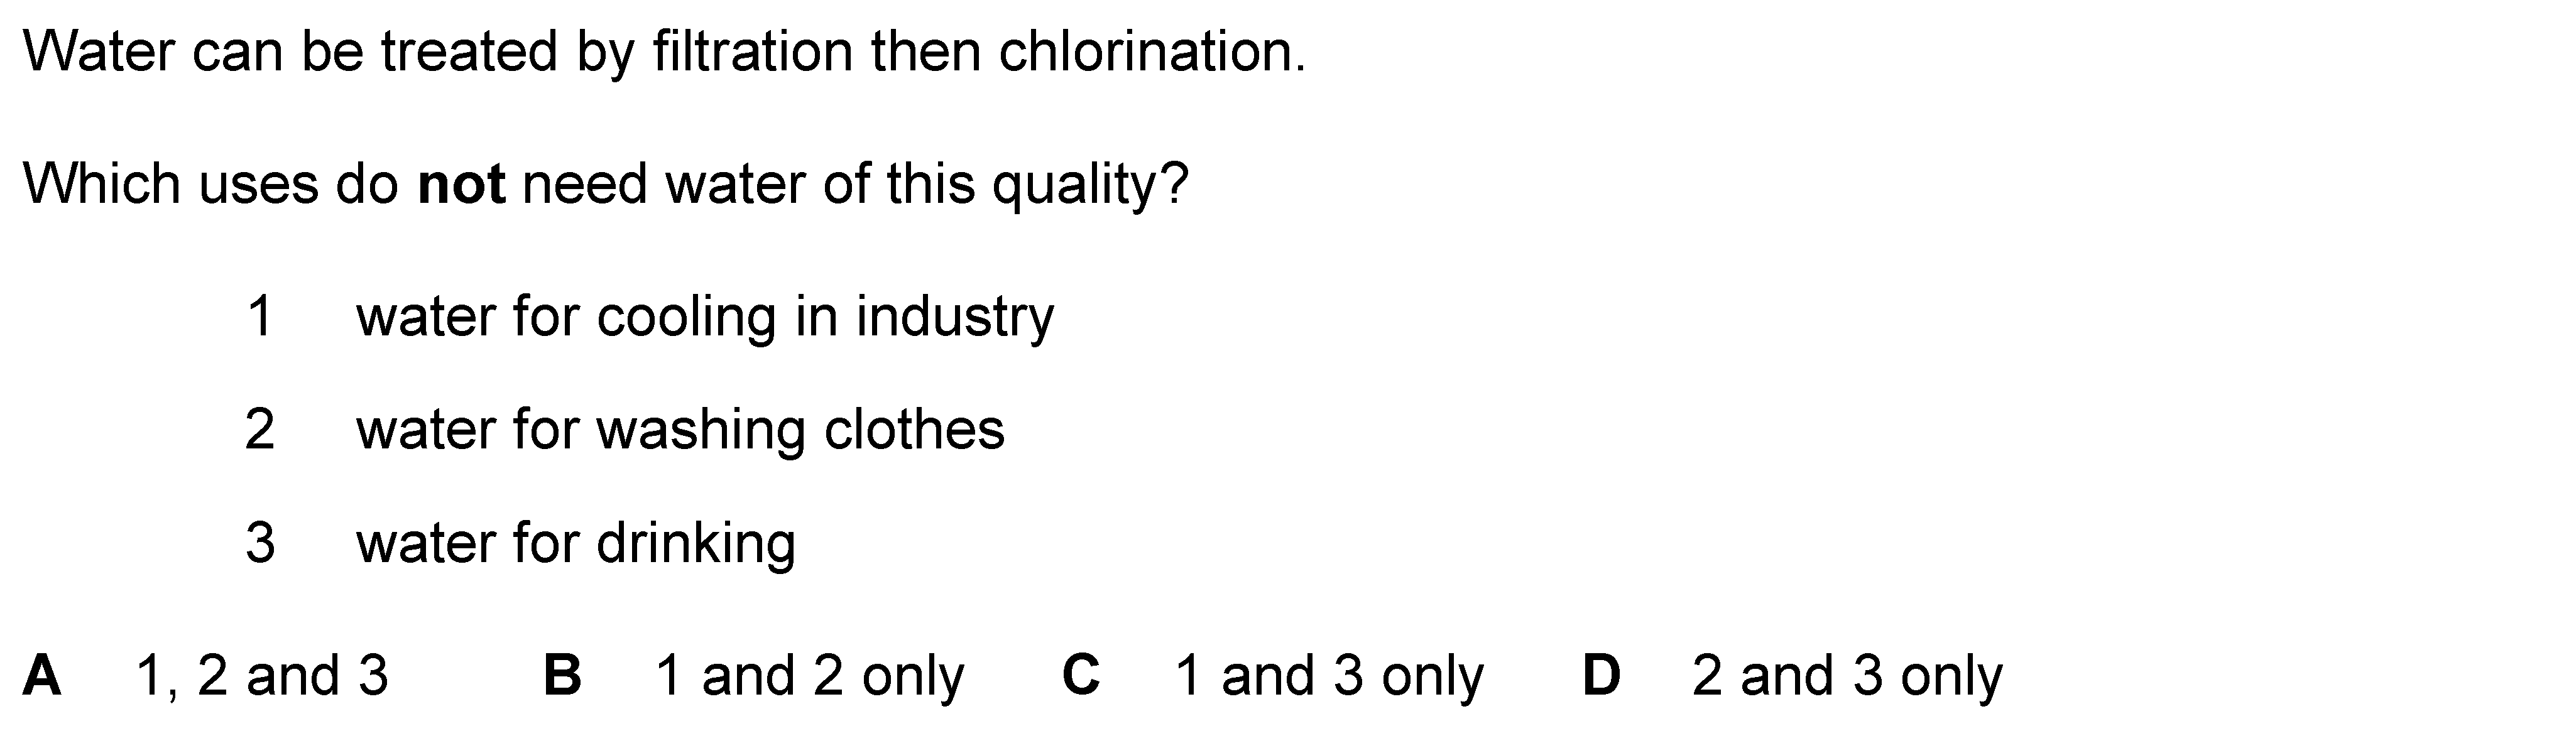 Water can be treated by filtration then chlorination.
Which uses do not need water of this quality?
1 water for cooling in industry
2 water for washing clothes
3 water for drinking
A 1, 2 and 3 B 1 and 2 only C 1 and 3 only D 2 and 3 only